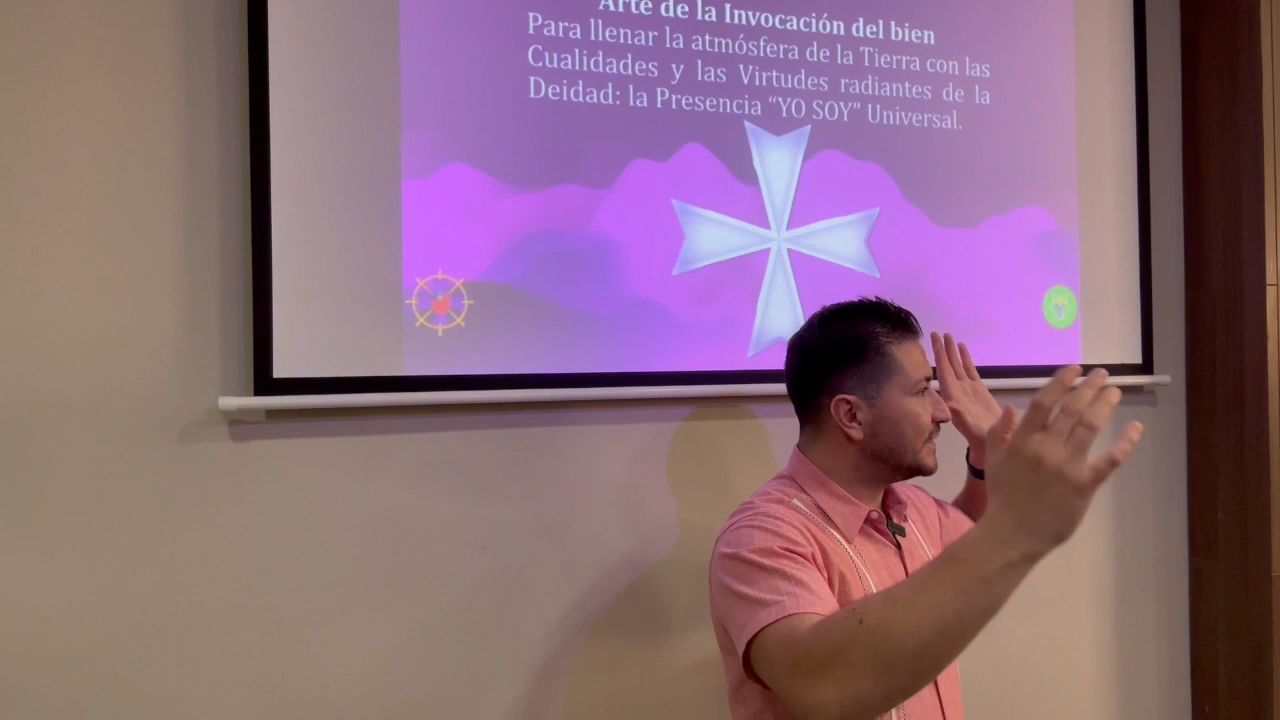 Arte de la Invocación del bien
Para llenar la atmósfera de la Tierra con las
Cualidades y las Virtudes radiantes de la
Deidad: la Presencia “YO SOY” Universal.